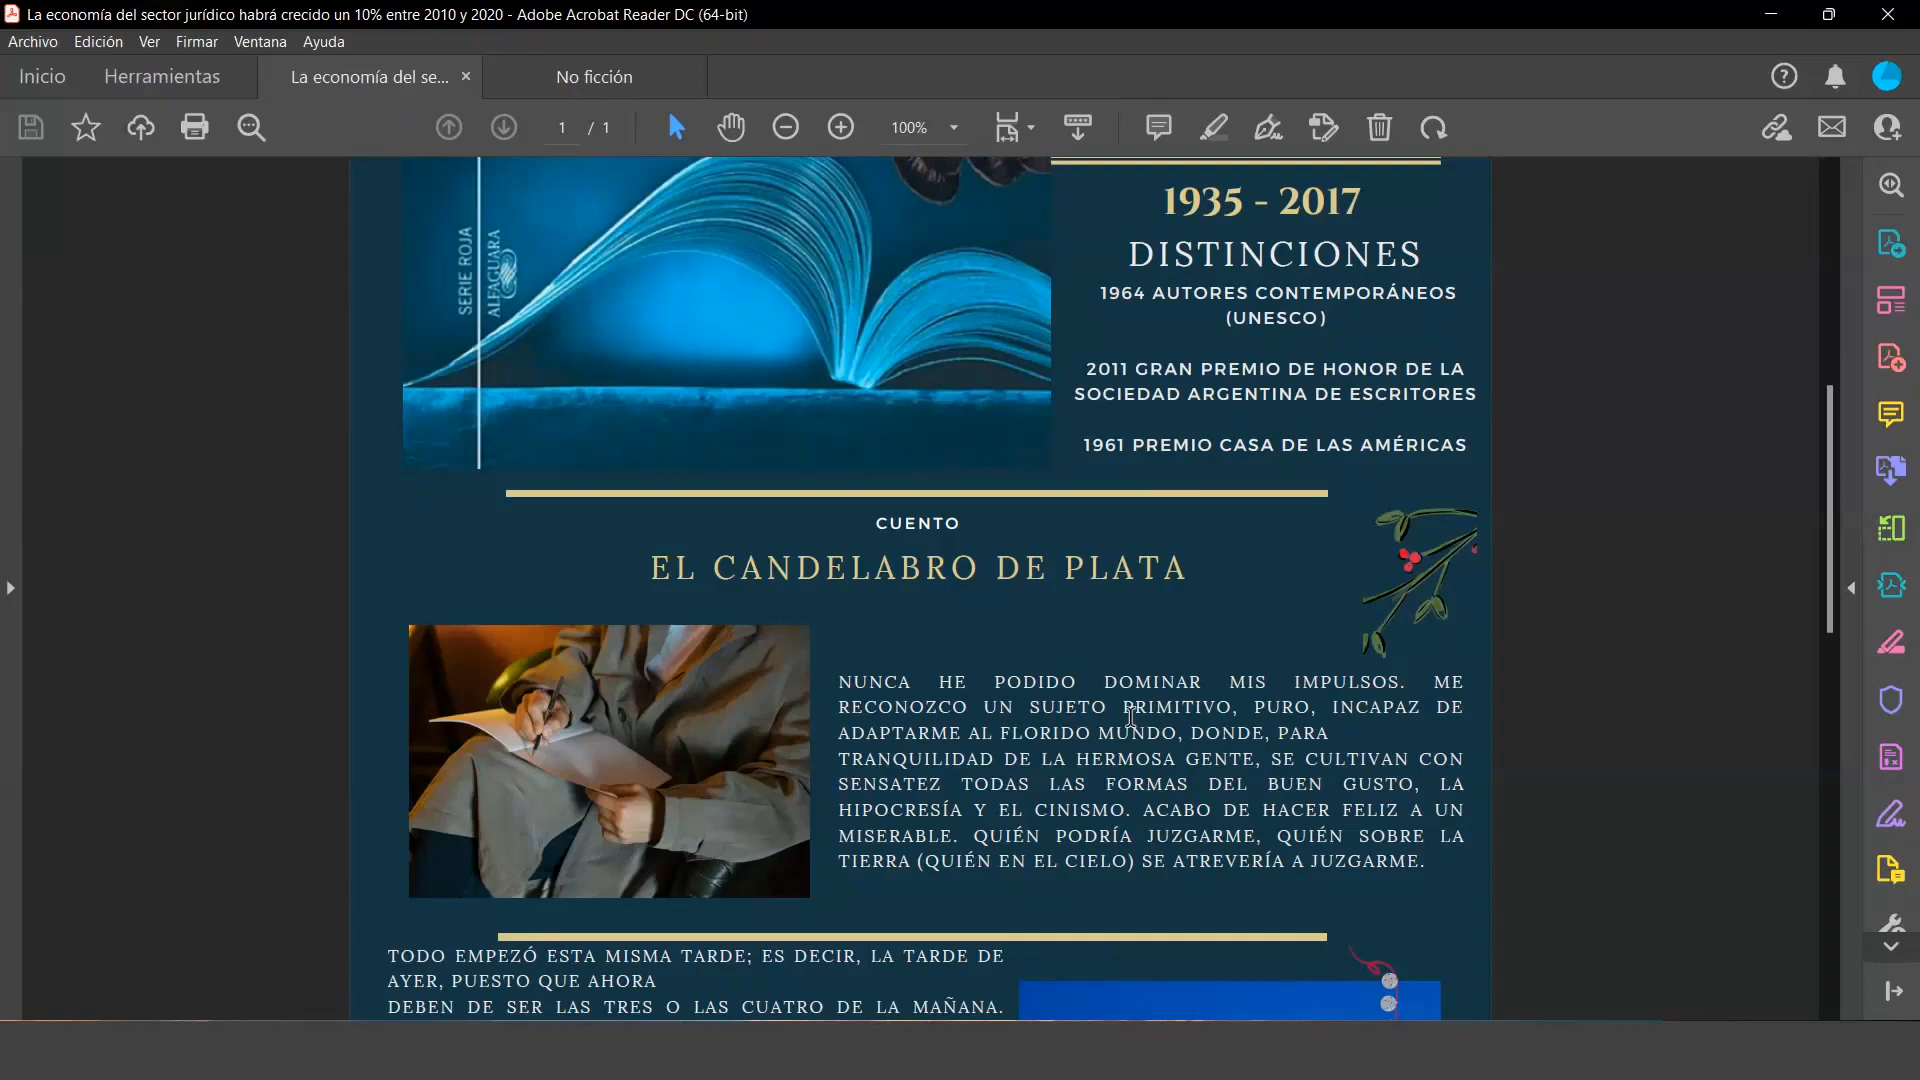 La economía del sector jurídico habrá crecido un 10% entre 2010 y 2020 - Adobe Acrobat Reader DC (64-bit)
Archivo Edición Ver Firmar Ventana Ayuda
Inicio Herramientas La economía del se... × No ficción
1 / 1 100%
SERIE ROJA
ALFAGUARA
1935 - 2017
DISTINCIONES
1964 AUTORES CONTEMPORÁNEOS
(UNESCO)
2011 GRAN PREMIO DE HONOR DE LA
SOCIEDAD ARGENTINA DE ESCRITORES
1961 PREMIO CASA DE LAS AMÉRICAS
CUENTO
EL CANDELABRO DE PLATA
NUNCA HE PODIDO DOMINAR MIS IMPULSOS. ME
RECONOZCO UN SUJETO PRIMITIVO, PURO, INCAPAZ DE
ADAPTARME AL FLORIDO MUNDO, DONDE, PARA
TRANQUILIDAD DE LA HERMOSA GENTE, SE CULTIVAN CON
SENSATEZ TODAS LAS FORMAS DEL BUEN GUSTO, LA
HIPOCRESÍA Y EL CINISMO. ACABO DE HACER FELIZ A UN
MISERABLE. QUIÉN PODRÍA JUZGARME, QUIÉN SOBRE LA
TIERRA (QUIÉN EN EL CIELO) SE ATREVERÍA A JUZGARME.
TODO EMPEZÓ ESTA MISMA TARDE; ES DECIR, LA TARDE DE
AYER, PUESTO QUE AHORA
DEBEN DE SER LAS TRES O LAS CUATRO DE LA MAÑANA.